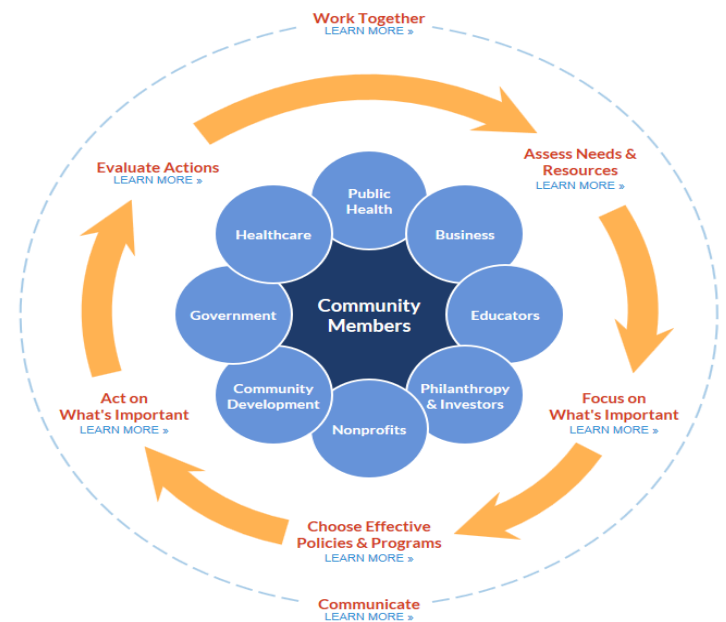 Work Together
LEARN MORE »
Evaluate Actions
LEARN MORE »
Assess Needs &
Resources
LEARN MORE »
Public
Health
Healthcare
Business
Government
Community
Members
Educators
Community
Development
Philanthropy
& Investors
Nonprofits
Act on
What's Important
LEARN MORE »
Focus on
What's Important
LEARN MORE »
Choose Effective
Policies & Programs
LEARN MORE »
Communicate
LEARN MORE »